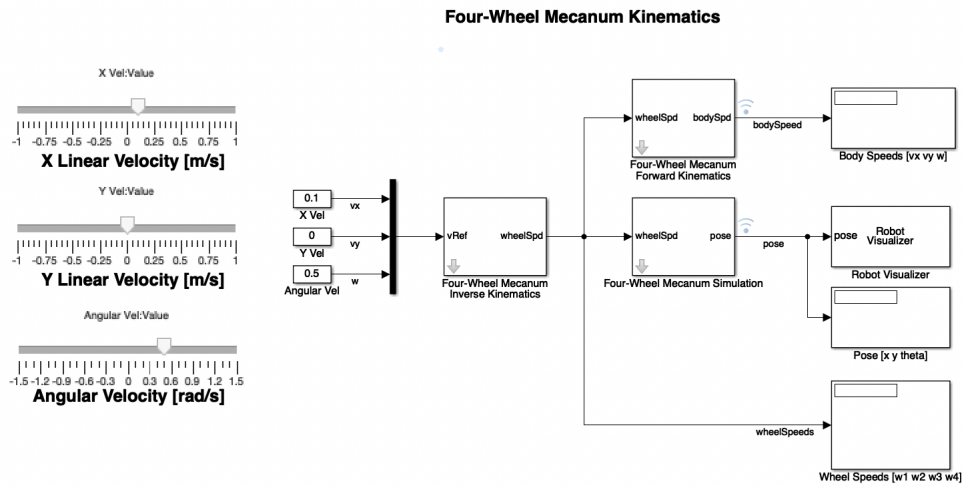 Four-Wheel Mecanum Kinematics
X Vel:Value
-1 -0.75 -0.5 -0.25 0 0.25 0.5 0.75 1
X Linear Velocity [m/s]
Y Vel:Value
-1 -0.75 -0.5 -0.25 0 0.25 0.5 0.75 1
Y Linear Velocity [m/s]
Angular Vel:Value
-1.5 -1.2 -0.9 -0.6 -0.3 0 0.3 0.6 0.9 1.2 1.5
Angular Velocity [rad/s]
0.1
X Vel
vx
0
Y Vel
vy
0.5
Angular Vel
w
vRef wheelSpd
Four-Wheel Mecanum
Inverse Kinematics
wheelSpd bodySpd
Four-Wheel Mecanum
Forward Kinematics
bodySpeed
Body Speeds [vx vy w]
wheelSpd pose
Four-Wheel Mecanum Simulation
pose
pose Robot
Visualizer
Robot Visualizer
Pose [x y theta]
wheelSpeeds
Wheel Speeds [w1 w2 w3 w4]